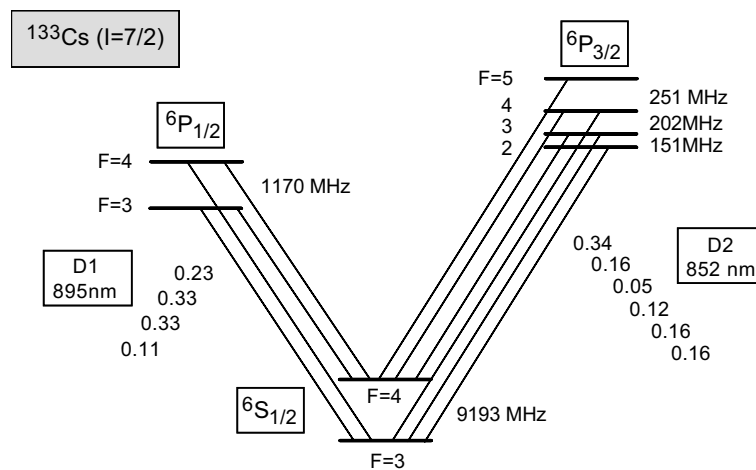 133Cs (I=7/2)
6P3/2
F=5
4
251 MHz
3
202MHz
2
151MHz
6P1/2
F=4
1170 MHz
F=3
D1
895nm
0.23
0.33
0.33
0.11
0.34
0.16
0.05
0.12
0.16
0.16
D2
852 nm
6S1/2
F=4
9193 MHz
F=3